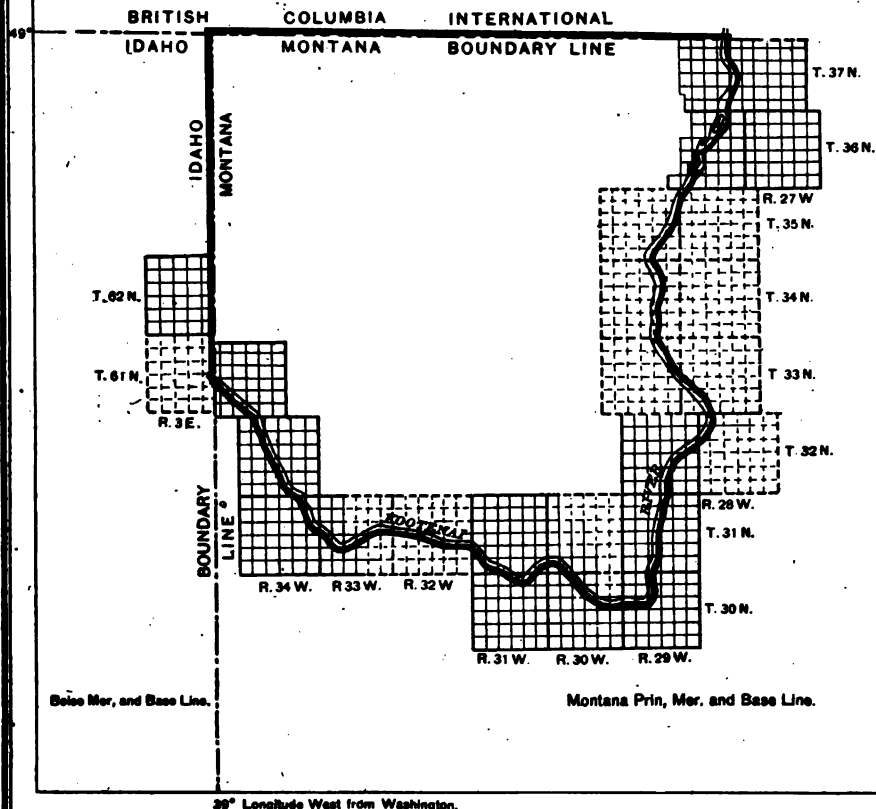 BRITISH COLUMBIA INTERNATIONAL
49°
IDAHO MONTANA BOUNDARY LINE
T. 37 N.
IDAHO
MONTANA
T. 36 N.
R. 27 W
T. 35 N.
T. 62 N.
T. 34 N.
T. 61 N.
T. 33 N.
R. 3 E.
T. 32 N.
RIVER
R. 28 W.
BOUNDARY
LINE
KOOTENAI
T. 31 N.
R. 34 W. R 33 W. R. 32 W
T. 30 N.
R. 31 W. R. 30 W. R. 29 W.
Boise Mer, and Base Line.
Montana Prin, Mer. and Base Line.
39° Longitude West from Washington.